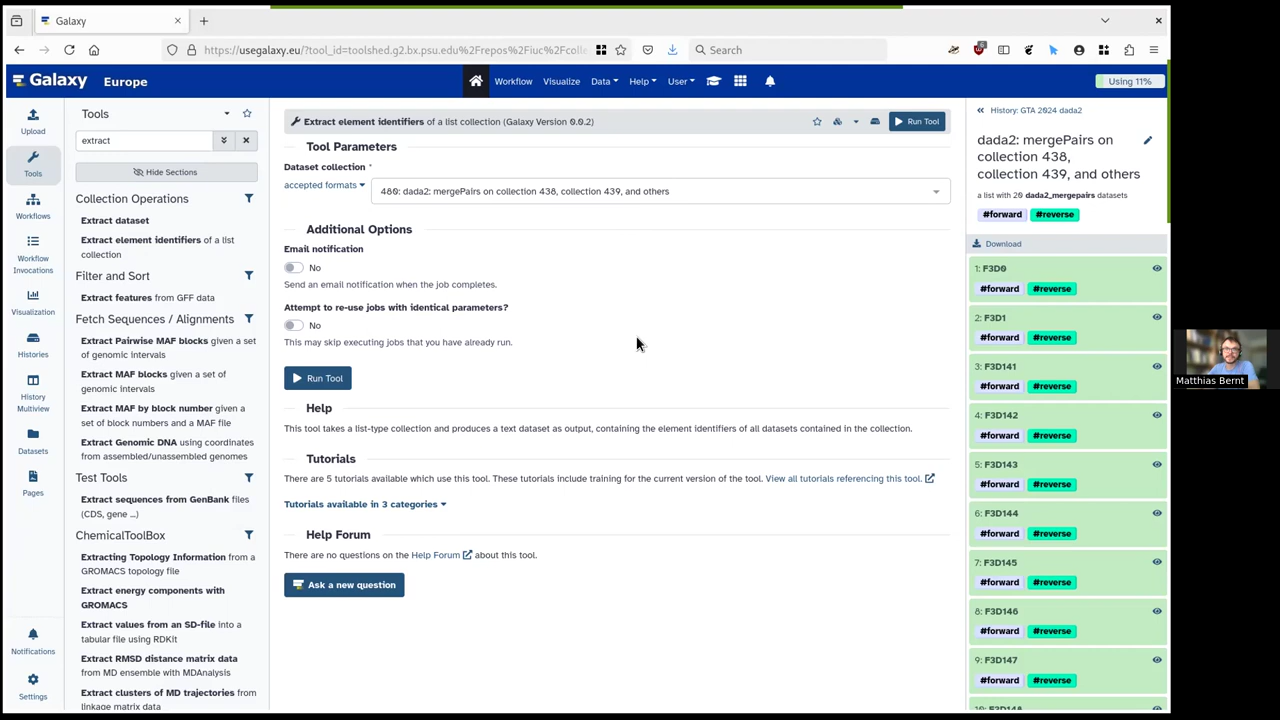 Galaxy
https://usegalaxy.eu/?tool_id=toolshed.g2.bx.psu.edu%2Frepos%2Fiuc%2Fcolle
Search
Galaxy Europe
Workflow Visualize Data Help User
Using 11%
Upload
Tools
Workflows
Workflow
Invocations
Visualization
Histories
History
Multiview
Datasets
Pages
Notifications
Settings
Tools
extract
Hide Sections
Collection Operations
Extract dataset
Extract element identifiers of a list
collection
Filter and Sort
Extract features from GFF data
Fetch Sequences / Alignments
Extract Pairwise MAF blocks given a set
of genomic intervals
Extract MAF blocks given a set of
genomic intervals
Extract MAF by block number given a
set of block numbers and a MAF file
Extract Genomic DNA using coordinates
from assembled/unassembled genomes
Test Tools
Extract sequences from GenBank files
(CDS, gene ...)
ChemicalToolBox
Extracting Topology Information from a
GROMACS topology file
Extract energy components with
GROMACS
Extract values from an SD-file into a
tabular file using RDKit
Extract RMSD distance matrix data
from MD ensemble with MDAnalysis
Extract clusters of MD trajectories from
linkage matrix data
Extract element identifiers of a list collection (Galaxy Version 0.0.2)
Run Tool
Tool Parameters
Dataset collection *
accepted formats
480: dada2: mergePairs on collection 438, collection 439, and others
Additional Options
Email notification
No
Send an email notification when the job completes.
Attempt to re-use jobs with identical parameters?
No
This may skip executing jobs that you have already run.
Run Tool
Help
This tool takes a list-type collection and produces a text dataset as output, containing the element identifiers of all datasets contained in the collection.
Tutorials
There are 5 tutorials available which use this tool. These tutorials include training for the current version of the tool. View all tutorials referencing this tool.
Tutorials available in 3 categories
Help Forum
There are no questions on the Help Forum about this tool.
Ask a new question
History: GTA 2024 dada2
dada2: mergePairs on
collection 438,
collection 439, and others
a list with 20 dada2_mergepairs datasets
#forward #reverse
Download
1: F3D0
#forward #reverse
2: F3D1
#forward #reverse
3: F3D141
#forward #reverse
4: F3D142
#forward #reverse
5: F3D143
#forward #reverse
6: F3D144
#forward #reverse
7: F3D145
#forward #reverse
8: F3D146
#forward #reverse
9: F3D147
#forward #reverse
10: F3D148
Matthias Bernt